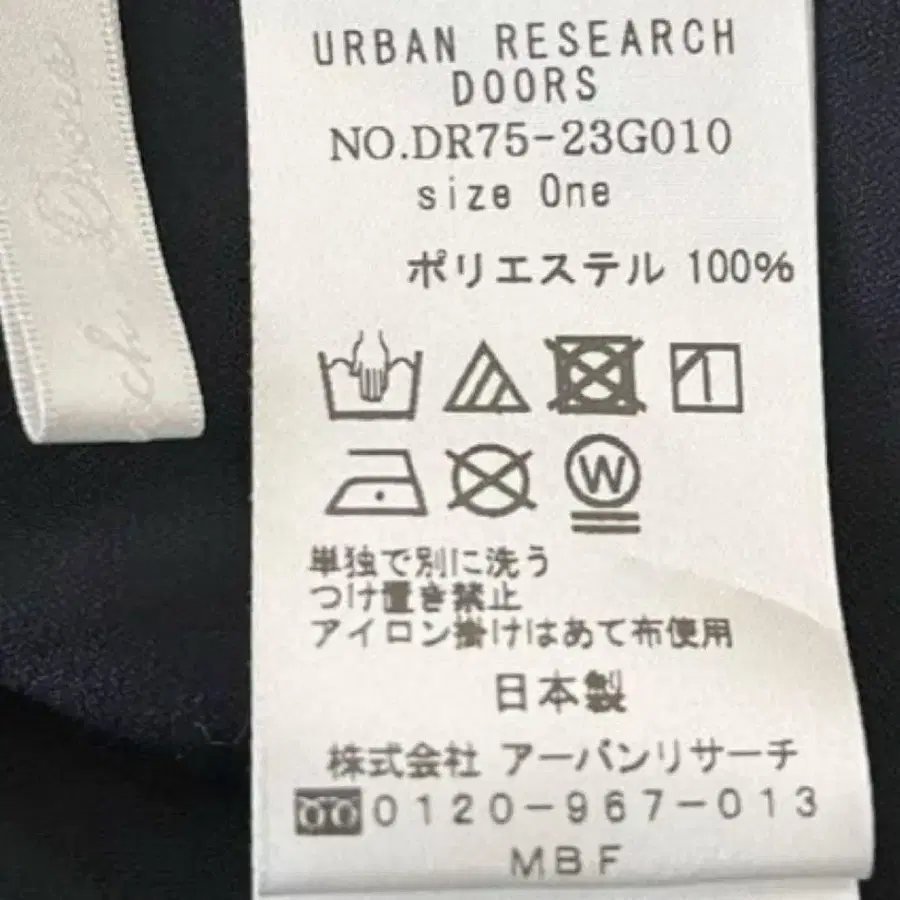 URBAN RESEARCH
DOORS
NO.DR75-23G010
size One
ポリエステル 100%
W
単独で別に洗う
つけ置き禁止
アイロン掛けはあて布使用
日本製
株式会社 アーバンリサーチ
0120-967-013
MBF
Doors